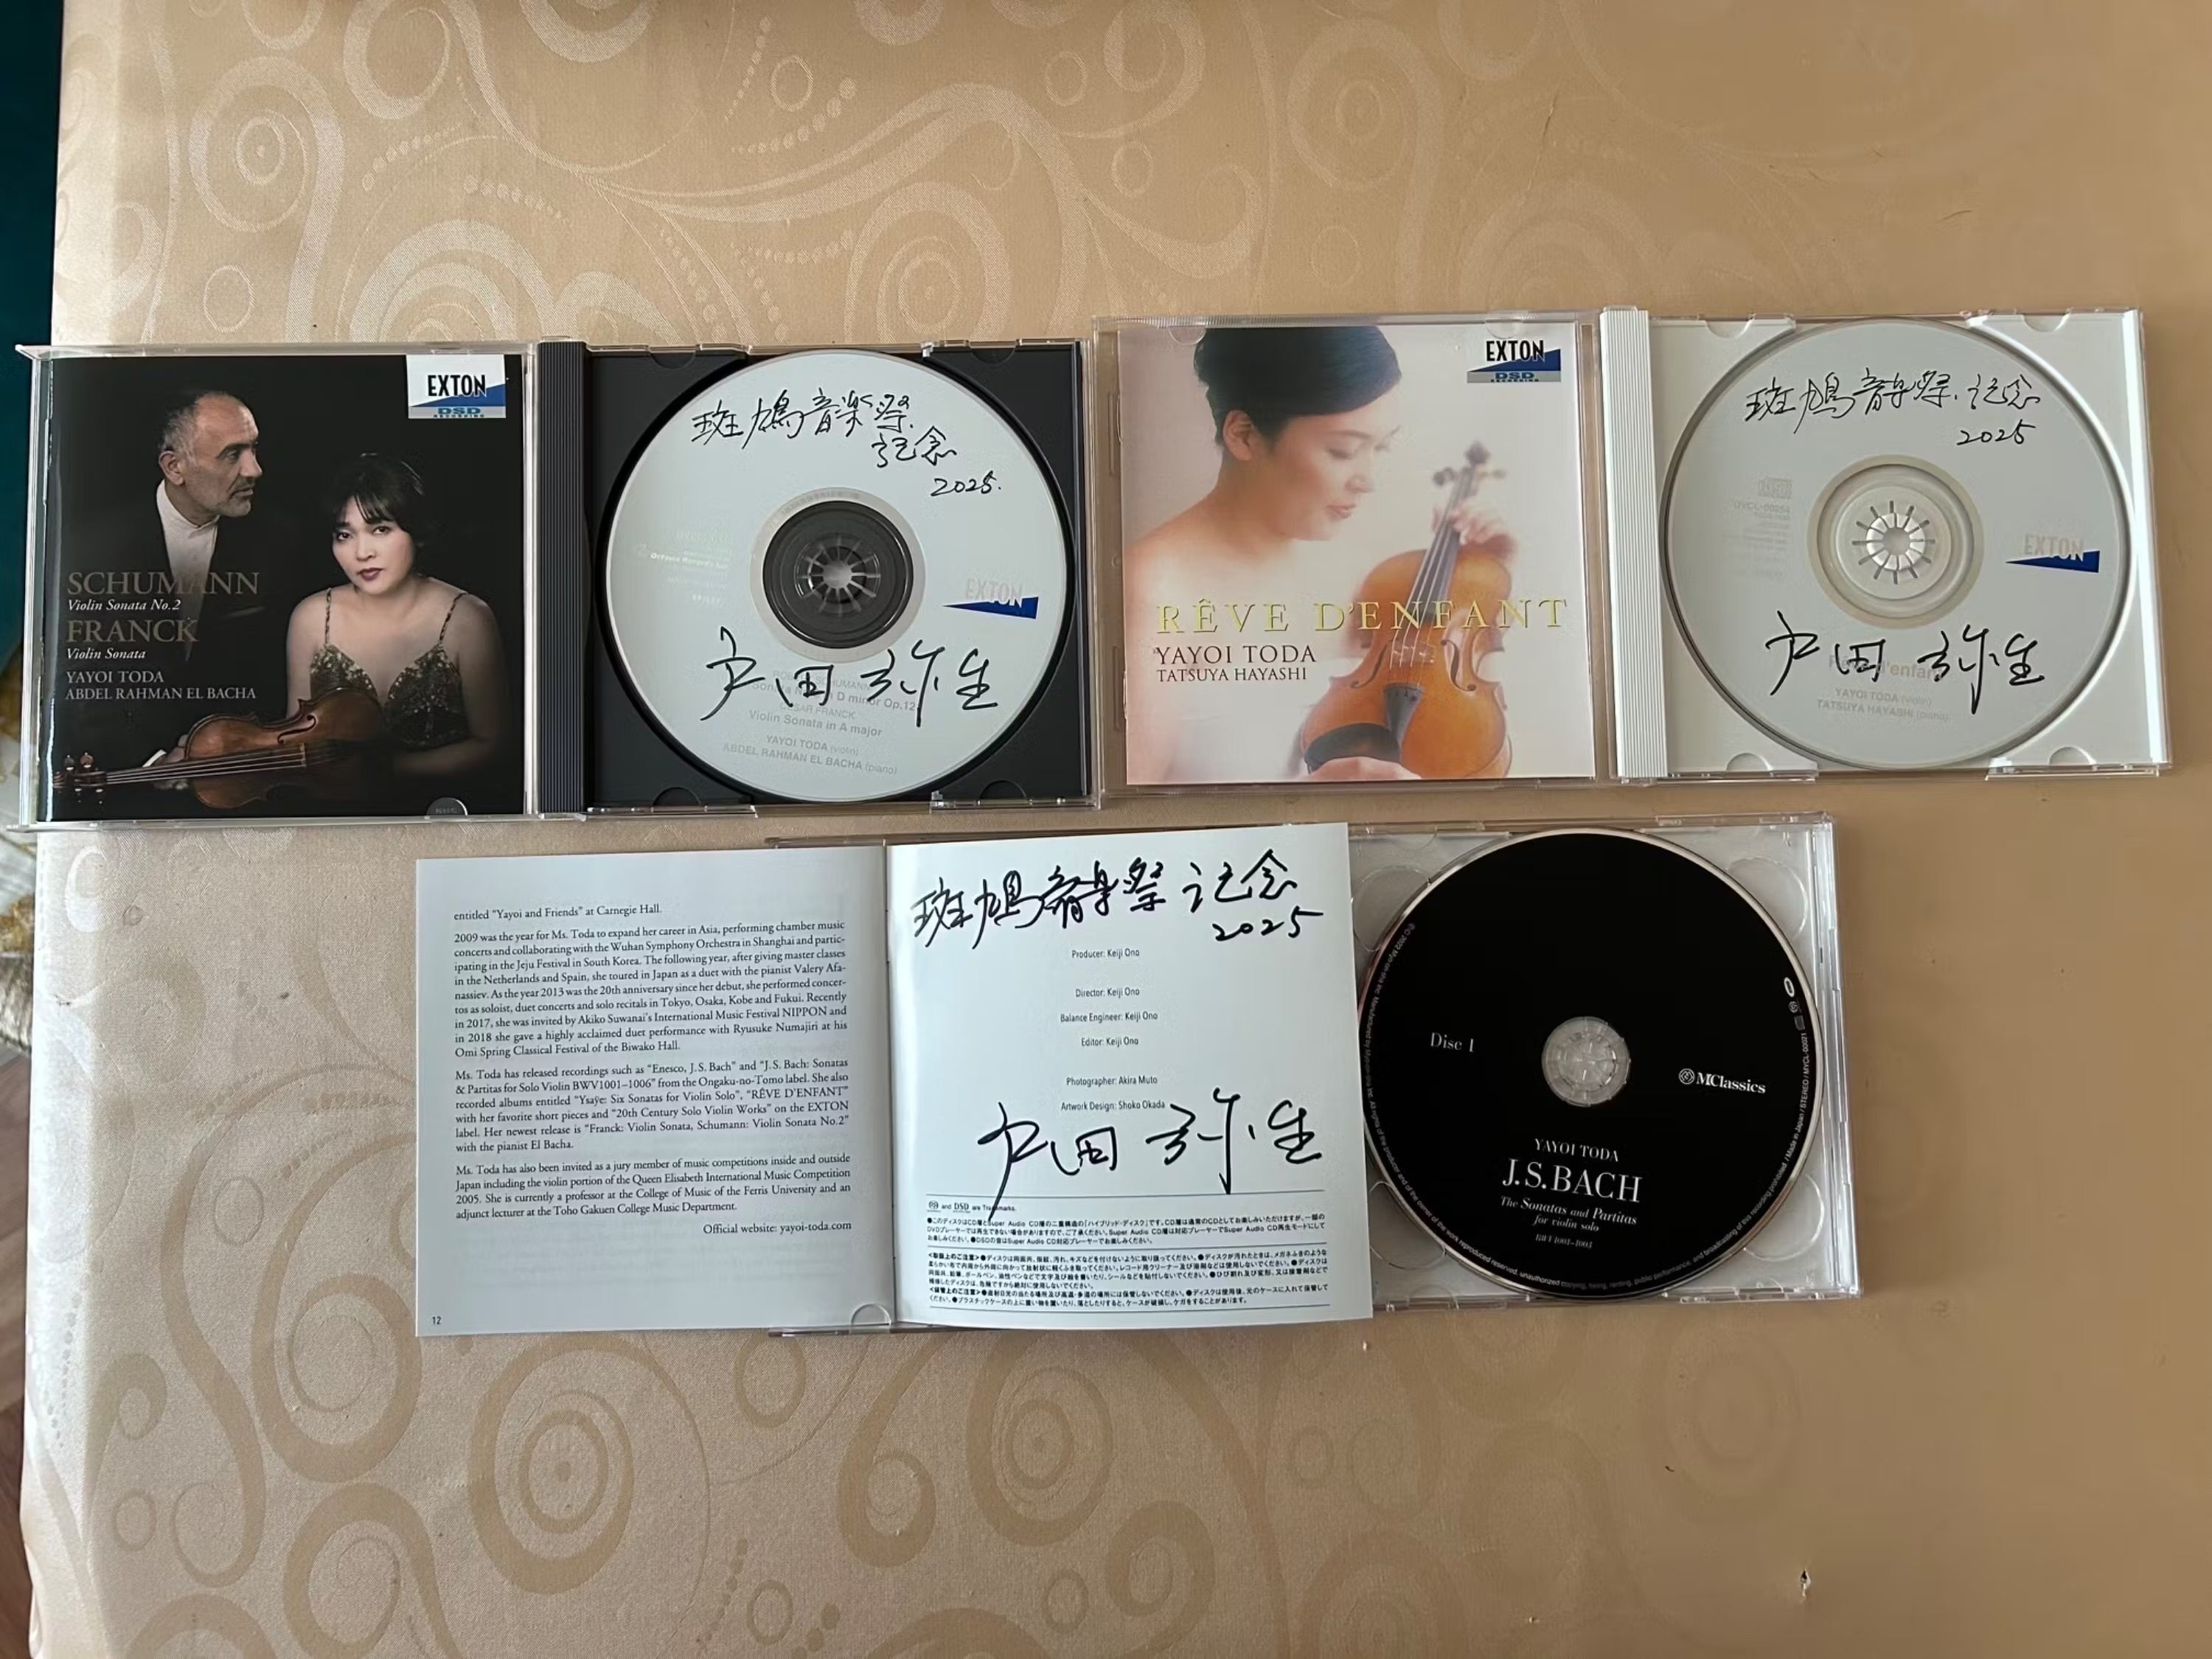 EXTON
DSD
RECORDING
SCHUMANN
Violin Sonata No.2
FRANCK
Violin Sonata
YAYOI TODA
ABDEL RAHMAN EL BACHA
斑鳩音楽祭
記念
2025.
EXTON
戸田 弥生
D minor Op.12
CÉSAR FRANCK
Violin Sonata in A major
YAYOI TODA (violin)
ABDEL RAHMAN EL BACHA (piano)
EXTON
DSD
RECORDING
RÊVE D'ENFANT
YAYOI TODA
TATSUYA HAYASHI
斑鳩音楽祭.記念
2025
EXTON
戸田 弥生
YAYOI TODA (violin)
TATSUYA HAYASHI (piano)
entitled “Yayoi and Friends” at Carnegie Hall.
2009 was the year for Ms. Toda to expand her career in Asia, performing chamber music
concerts and collaborating with the Wuhan Symphony Orchestra in Shanghai and partic-
ipating in the Jeju Festival in South Korea. The following year, after giving master classes
in the Netherlands and Spain, she toured in Japan as a duet with the pianist Valery Afa-
nassiev. As the year 2013 was the 20th anniversary since her debut, she performed concer-
tos as soloist, duet concerts and solo recitals in Tokyo, Osaka, Kobe and Fukui. Recently
in 2017, she was invited by Akiko Suwanai's International Music Festival NIPPON and
in 2018 she gave a highly acclaimed duet performance with Ryusuke Numajiri at his
Omi Spring Classical Festival of the Biwako Hall.
Ms. Toda has released recordings such as “Enesco, J.S. Bach” and “J.S. Bach: Sonatas
& Partitas for Solo Violin BWV1001–1006” from the Ongaku-no-Tomo label. She also
recorded albums entitled “Ysaÿe: Six Sonatas for Violin Solo”, “RÊVE D'ENFANT”
with her favorite short pieces and “20th Century Solo Violin Works” on the EXTON
label. Her newest release is “Franck: Violin Sonata, Schumann: Violin Sonata No.2”
with the pianist El Bacha.
Ms. Toda has also been invited as a jury member of music competitions inside and outside
Japan including the violin portion of the Queen Elisabeth International Music Competition
2005. She is currently a professor at the College of Music of the Ferris University and an
adjunct lecturer at the Toho Gakuen College Music Department.
Official website: yayoi-toda.com
12
斑鳩音楽祭 記念
2025
Producer: Keiji Ono
Director: Keiji Ono
Balance Engineer: Keiji Ono
Editor: Keiji Ono
Photographer: Akira Muto
Artwork Design: Shoko Okada
戸田 弥生
and DSD are Trademarks.
Disc 1
MClassics
YAYOI TODA
J.S.BACH
The Sonatas and Partitas
for violin solo
BWV1001-1003